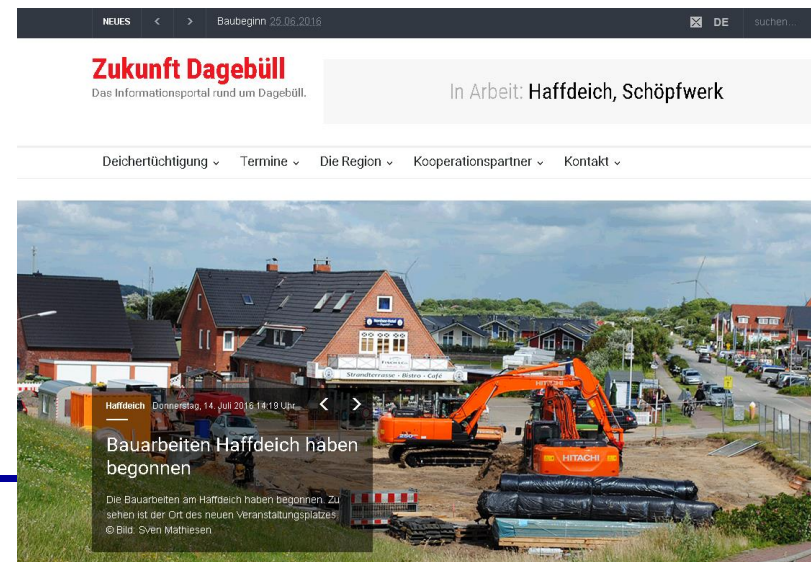 NEUES Baubeginn 25.06.2016 DE suchen...
Zukunft Dagebüll
Das Informationsportal rund um Dagebüll.
In Arbeit: Haffdeich, Schöpfwerk
Deichertüchtigung Termine Die Region Kooperationspartner Kontakt
Strandterrasse - Bistro - Café
HITACHI
Haffdeich Donnerstag, 14. Juli 2016 14:19 Uhr
Bauarbeiten Haffdeich haben
begonnen
HITACHI
Die Bauarbeiten am Haffdeich haben begonnen. Zu
sehen ist der Ort des neuen Veranstaltungsplatzes.
© Bild: Sven Mathiesen